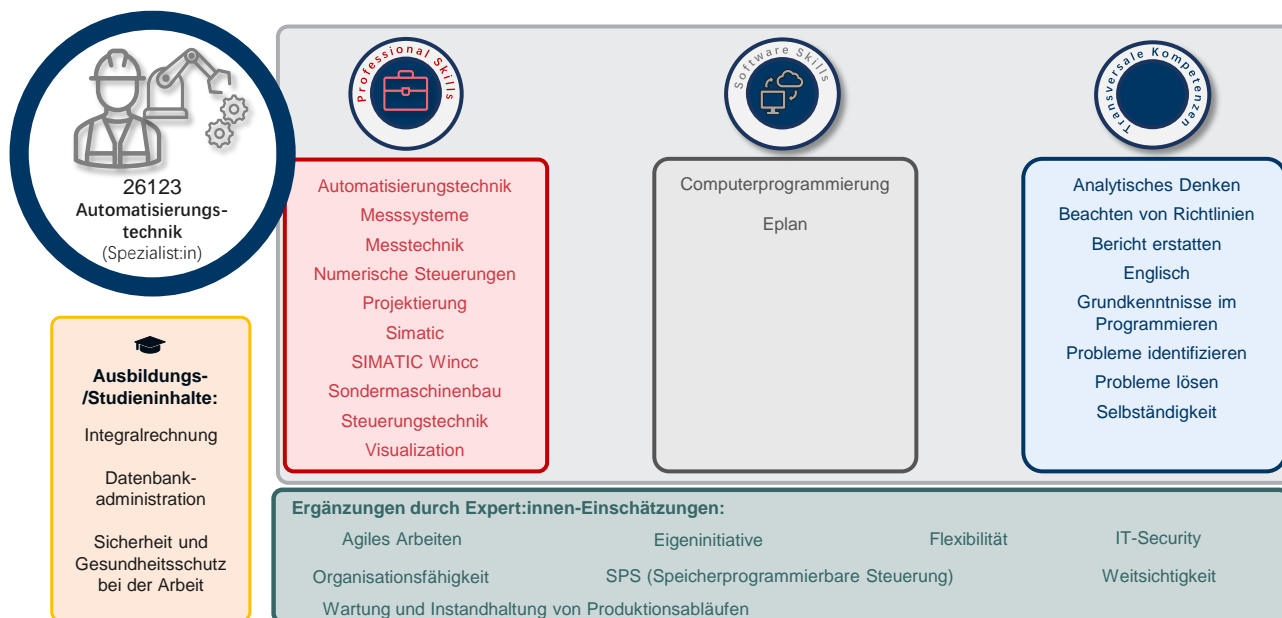 26123
Automatisierungs-
technik
(Spezialist:in)
Ausbildungs-
/Studieninhalte:
Integralrechnung
Datenbank-
administration
Sicherheit und
Gesundheitsschutz
bei der Arbeit
Professional Skills
Automatisierungstechnik
Messsysteme
Messtechnik
Numerische Steuerungen
Projektierung
Simatic
SIMATIC Wincc
Sondermaschinenbau
Steuerungstechnik
Visualization
Software Skills
Computerprogrammierung
Eplan
Transversale Kompetenzen
Analytisches Denken
Beachten von Richtlinien
Bericht erstatten
Englisch
Grundkenntnisse im
Programmieren
Probleme identifizieren
Probleme lösen
Selbständigkeit
Ergänzungen durch Expert:innen-Einschätzungen:
Agiles Arbeiten Eigeninitiative Flexibilität IT-Security
Organisationsfähigkeit SPS (Speicherprogrammierbare Steuerung) Weitsichtigkeit
Wartung und Instandhaltung von Produktionsabläufen